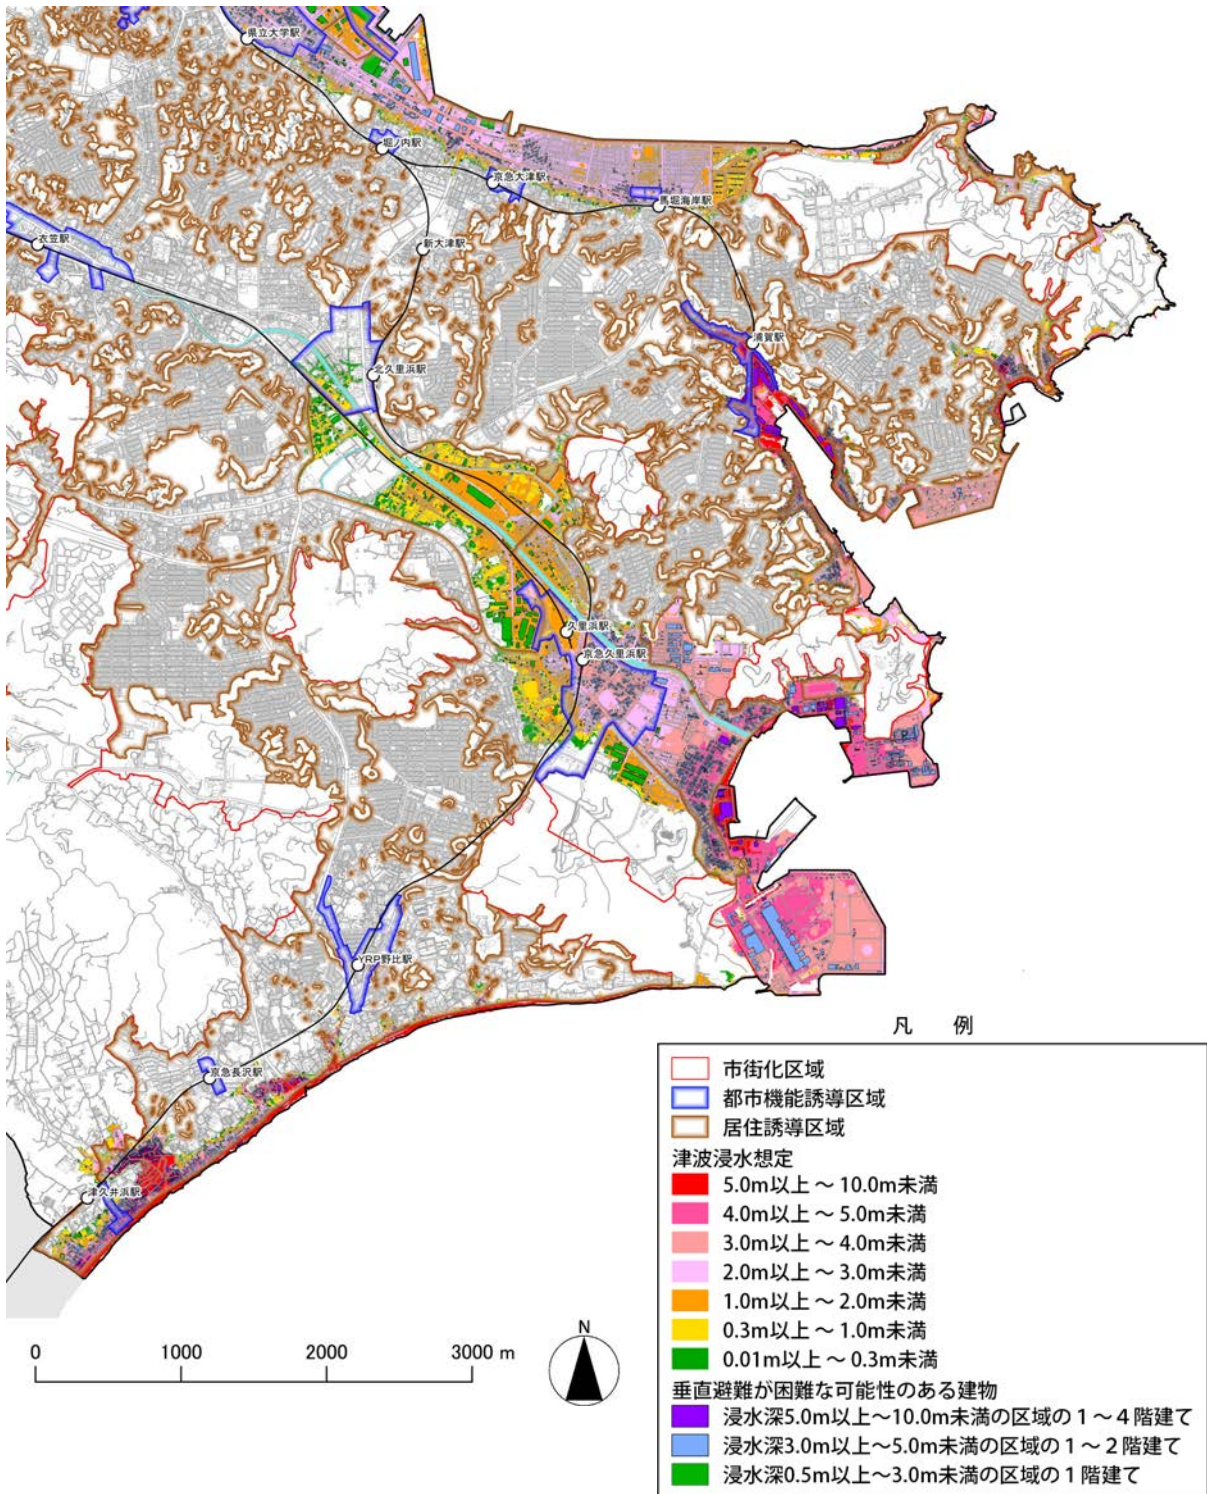 県立大学駅
堀ノ内駅
京急大津駅
馬堀海岸駅
新大津駅
衣笠駅
浦賀駅
北久里浜駅
久里浜駅
京急久里浜駅
YRP野比駅
京急長沢駅
津久井浜駅
凡 例
市街化区域
都市機能誘導区域
居住誘導区域
津波浸水想定
5.0m以上～10.0m未満
4.0m以上～5.0m未満
3.0m以上～4.0m未満
2.0m以上～3.0m未満
1.0m以上～2.0m未満
0.3m以上～1.0m未満
0.01m以上～0.3m未満
垂直避難が困難な可能性のある建物
浸水深5.0m以上～10.0m未満の区域の１～４階建て
浸水深3.0m以上～5.0m未満の区域の１～２階建て
浸水深0.5m以上～3.0m未満の区域の１階建て
0 1000 2000 3000 m
N